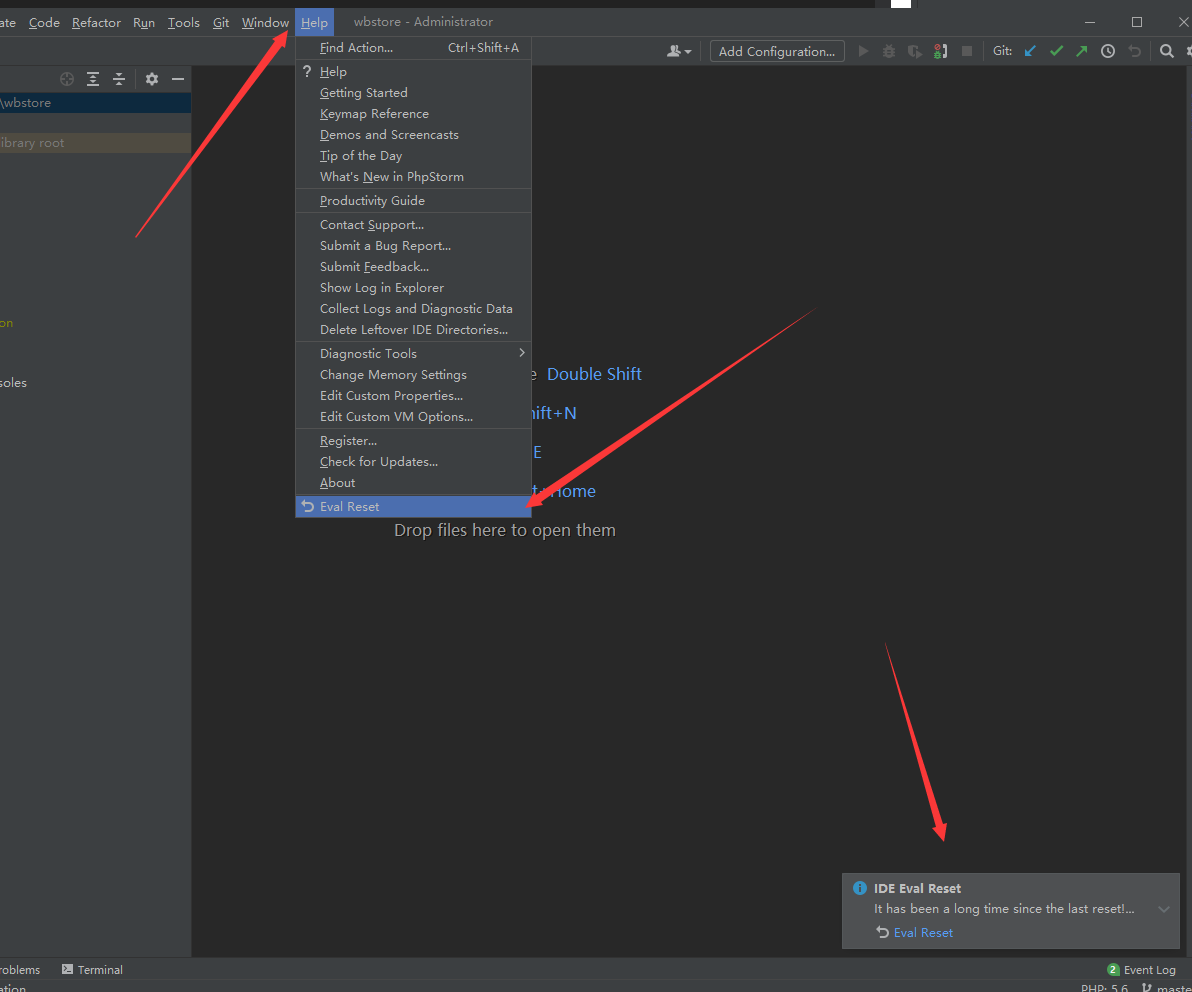 ate Code Refactor Run Tools Git Window Help wbstore - Administrator
Find Action... Ctrl+Shift+A
Add Configuration... Git:
? Help
Getting Started
\wbstore
Keymap Reference
Demos and Screencasts
ibrary root
Tip of the Day
What's New in PhpStorm
Productivity Guide
Contact Support...
Submit a Bug Report...
Submit Feedback...
Show Log in Explorer
Collect Logs and Diagnostic Data
on
Delete Leftover IDE Directories...
Diagnostic Tools
Change Memory Settings
e Double Shift
soles
Edit Custom Properties...
Edit Custom VM Options...
hift+N
Register...
E
Check for Updates...
About
t+Home
Eval Reset
Drop files here to open them
IDE Eval Reset
It has been a long time since the last reset!...
Eval Reset
roblems Terminal 2 Event Log
ation PHP: 5.6 maste